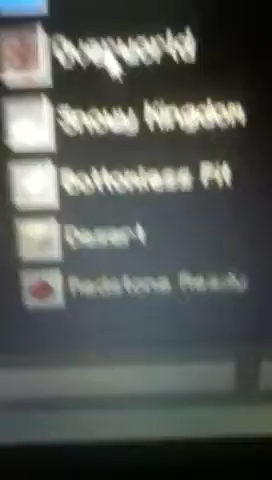 Overworld
Snowy Kingdom
Bottomless Pit
Desert
Redstone Ready